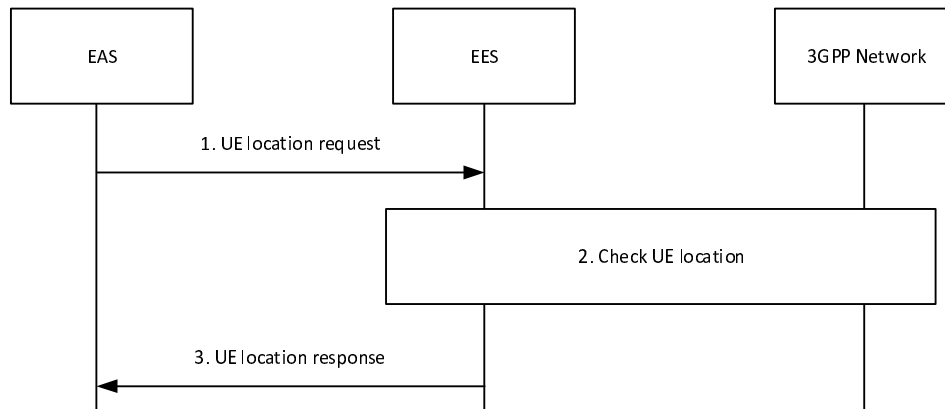 EAS
EES
3GPP Network
1. UE location request
2. Check UE location
3. UE location response